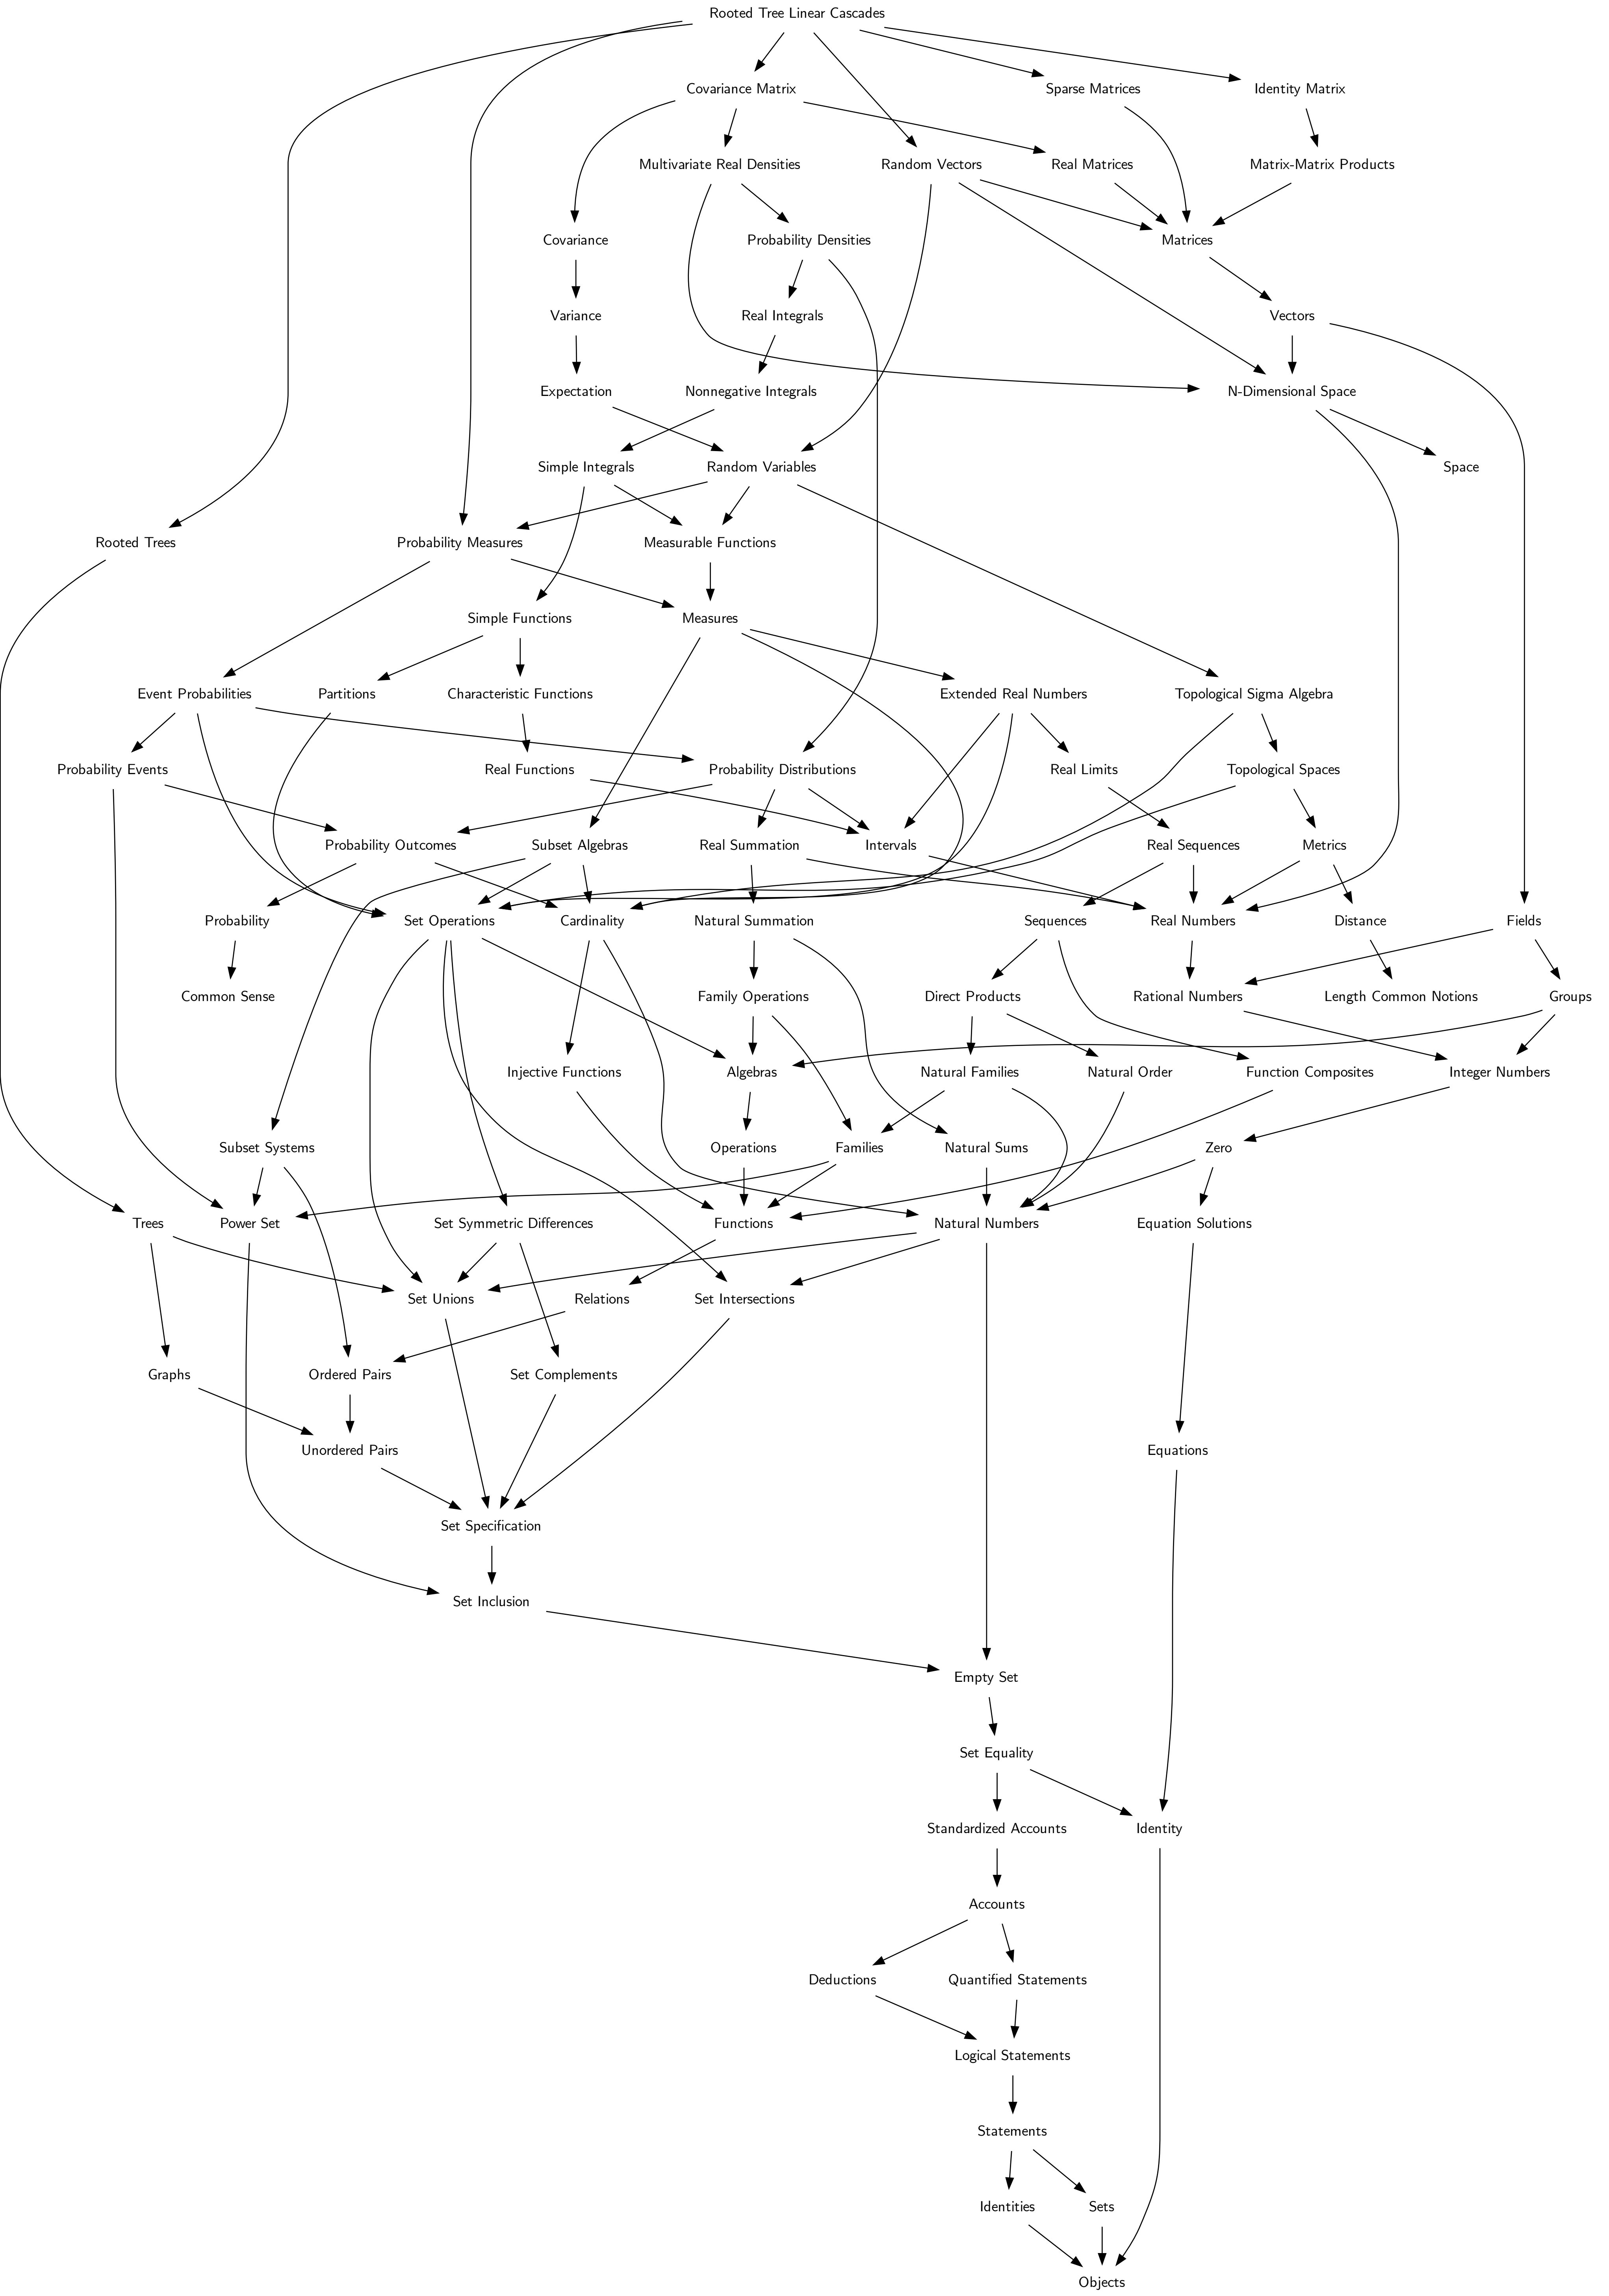 Rooted Tree Linear Cascades
Covariance Matrix
Sparse Matrices
Identity Matrix
Multivariate Real Densities
Random Vectors
Real Matrices
Matrix-Matrix Products
Covariance
Probability Densities
Matrices
Variance
Real Integrals
Vectors
Expectation
Nonnegative Integrals
N-Dimensional Space
Simple Integrals
Random Variables
Space
Rooted Trees
Probability Measures
Measurable Functions
Simple Functions
Measures
Event Probabilities
Partitions
Characteristic Functions
Extended Real Numbers
Topological Sigma Algebra
Probability Events
Real Functions
Probability Distributions
Real Limits
Topological Spaces
Probability Outcomes
Subset Algebras
Real Summation
Intervals
Real Sequences
Metrics
Probability
Set Operations
Cardinality
Natural Summation
Sequences
Real Numbers
Distance
Fields
Common Sense
Family Operations
Direct Products
Rational Numbers
Length Common Notions
Groups
Injective Functions
Algebras
Natural Families
Natural Order
Function Composites
Integer Numbers
Subset Systems
Operations
Families
Natural Sums
Zero
Trees
Power Set
Set Symmetric Differences
Functions
Natural Numbers
Equation Solutions
Set Unions
Relations
Set Intersections
Graphs
Ordered Pairs
Set Complements
Unordered Pairs
Equations
Set Specification
Set Inclusion
Empty Set
Set Equality
Standardized Accounts
Identity
Accounts
Deductions
Quantified Statements
Logical Statements
Statements
Identities
Sets
Objects